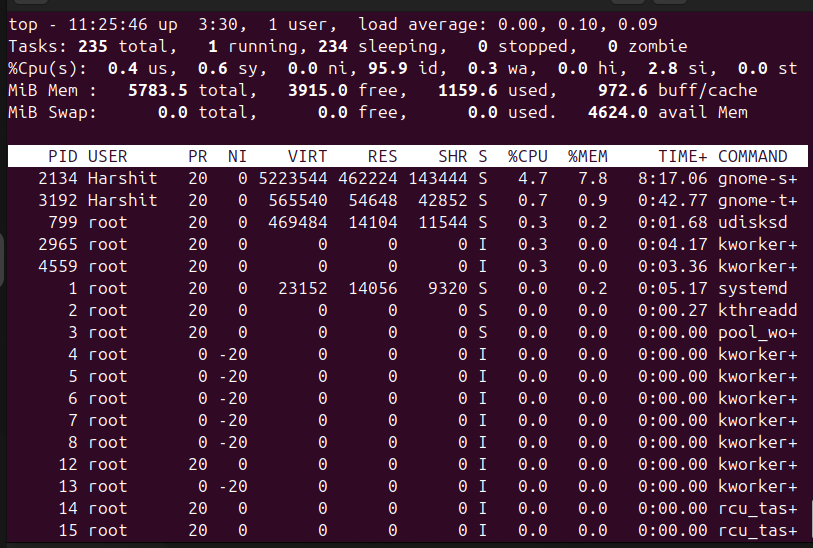 top - 11:25:46 up  3:30,  1 user,  load average: 0.00, 0.10, 0.09
Tasks: 235 total,   1 running, 234 sleeping,   0 stopped,   0 zombie
%Cpu(s):  0.4 us,  0.6 sy,  0.0 ni, 95.9 id,  0.3 wa,  0.0 hi,  2.8 si,  0.0 st
MiB Mem :   5783.5 total,   3915.0 free,   1159.6 used,    972.6 buff/cache
MiB Swap:      0.0 total,      0.0 free,      0.0 used.   4624.0 avail Mem
    PID USER      PR  NI    VIRT    RES    SHR S  %CPU  %MEM     TIME+ COMMAND
   2134 Harshit   20   0 5223544 462224 143444 S   4.7   7.8   8:17.06 gnome-s+
   3192 Harshit   20   0  565540  54648  42852 S   0.7   0.9   0:42.77 gnome-t+
    799 root      20   0  469484  14104  11544 S   0.3   0.2   0:01.68 udisksd
   2965 root      20   0       0      0      0 I   0.3   0.0   0:04.17 kworker+
   4559 root      20   0       0      0      0 I   0.3   0.0   0:03.36 kworker+
      1 root      20   0   23152  14056   9320 S   0.0   0.2   0:05.17 systemd
      2 root      20   0       0      0      0 S   0.0   0.0   0:00.27 kthreadd
      3 root      20   0       0      0      0 S   0.0   0.0   0:00.00 pool_wo+
      4 root       0 -20       0      0      0 I   0.0   0.0   0:00.00 kworker+
      5 root       0 -20       0      0      0 I   0.0   0.0   0:00.00 kworker+
      6 root       0 -20       0      0      0 I   0.0   0.0   0:00.00 kworker+
      7 root       0 -20       0      0      0 I   0.0   0.0   0:00.00 kworker+
      8 root       0 -20       0      0      0 I   0.0   0.0   0:00.00 kworker+
     12 root      20   0       0      0      0 I   0.0   0.0   0:00.00 kworker+
     13 root       0 -20       0      0      0 I   0.0   0.0   0:00.00 kworker+
     14 root      20   0       0      0      0 I   0.0   0.0   0:00.00 rcu_tas+
     15 root      20   0       0      0      0 I   0.0   0.0   0:00.00 rcu_tas+